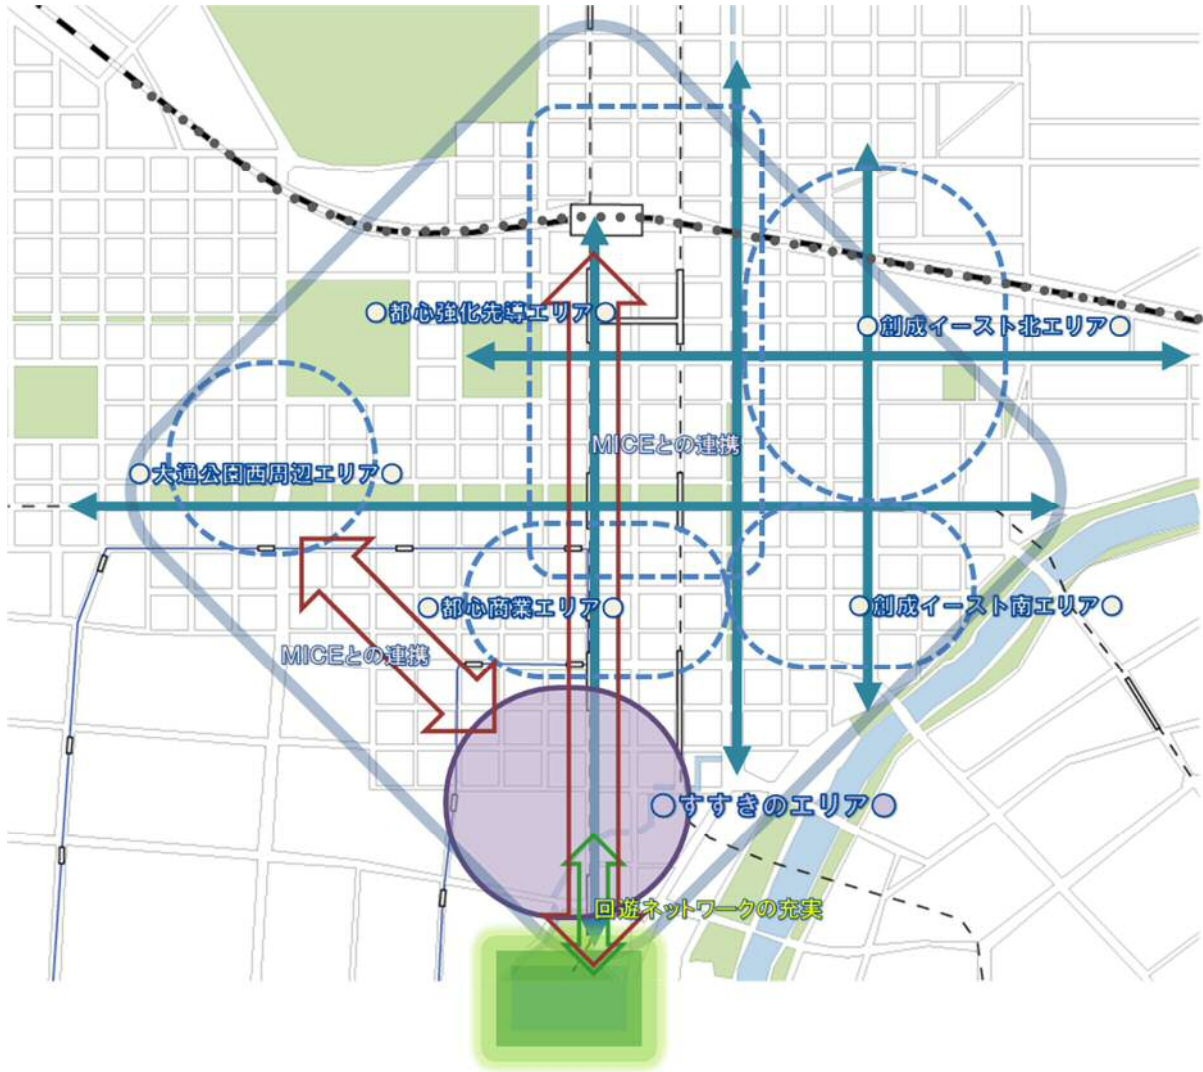 ○都心強化先導エリア○
○創成イースト北エリア○
MICEとの連携
○大通公園西周辺エリア○
○都心商業エリア○
○創成イースト南エリア○
MICEとの連携
○すすきのエリア○
回遊ネットワークの充実